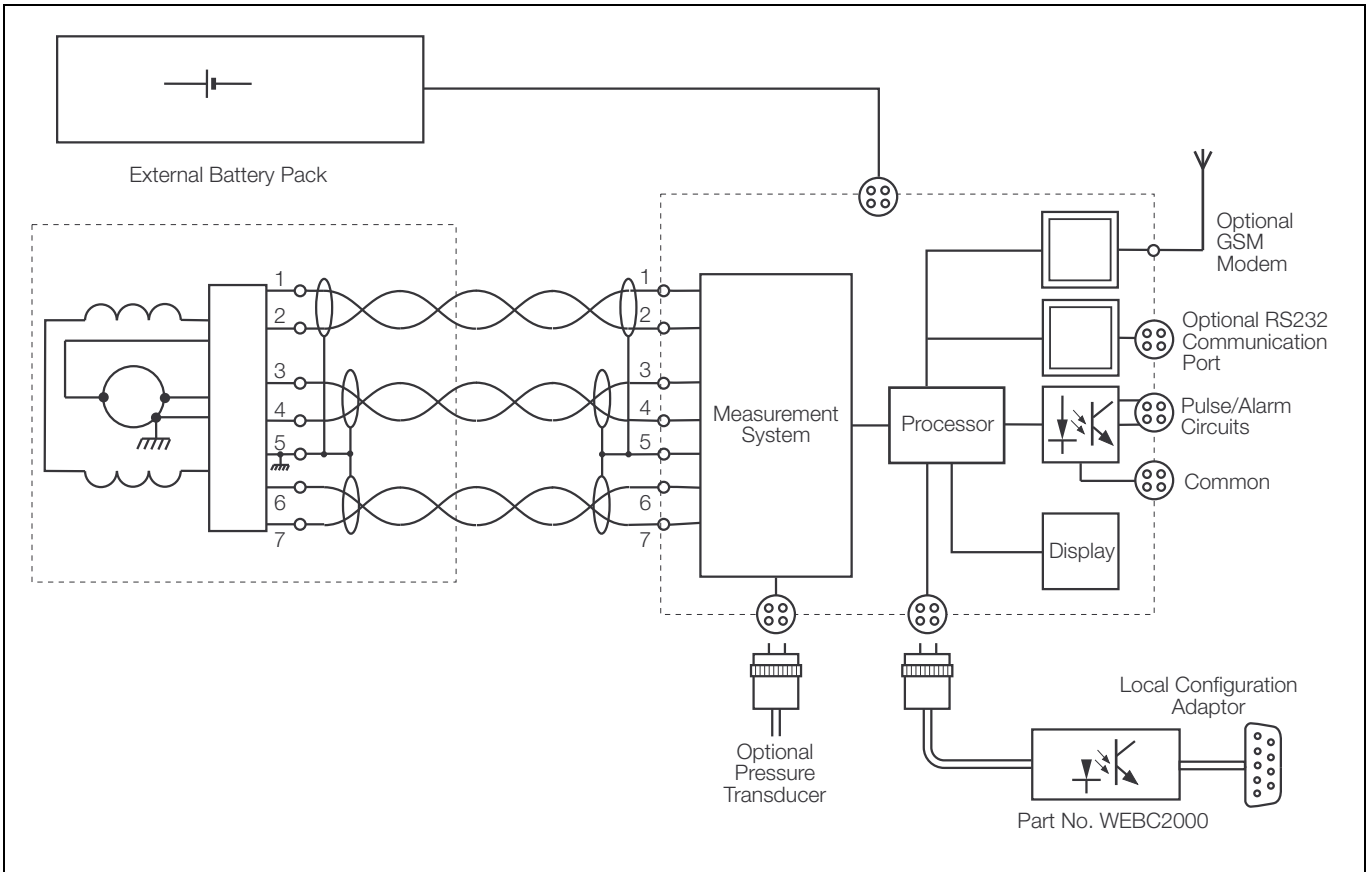 External Battery Pack
1
2
3
4
5
6
7
1
2
3
4
5
6
7
Measurement
System
Processor
Optional
GSM
Modem
Optional RS232
Communication
Port
Pulse/Alarm
Circuits
Common
Display
Optional
Pressure
Transducer
Local Configuration
Adaptor
Part No. WEBC2000